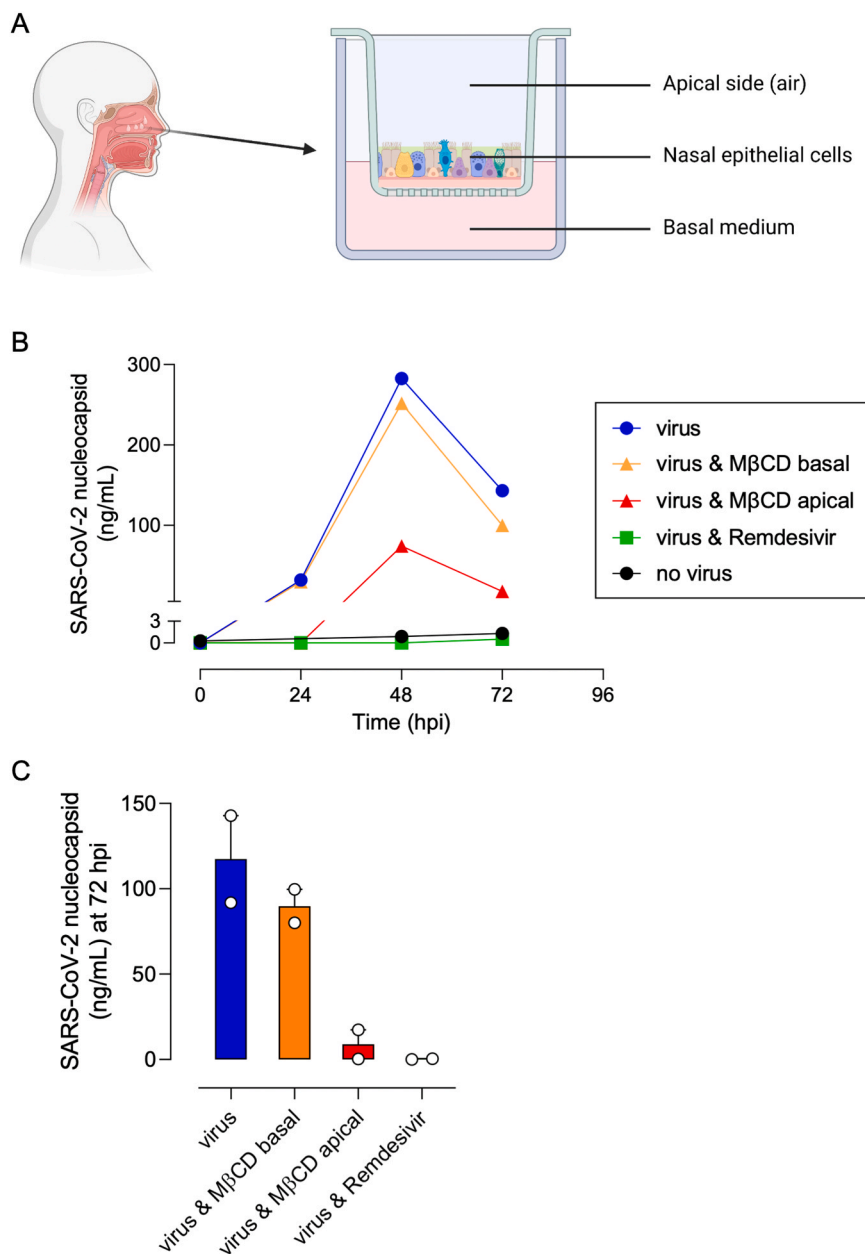 A
Apical side (air)
Nasal epithelial cells
Basal medium
B
SARS-CoV-2 nucleocapsid
(ng/mL)
300
200
100
3
0
0
24
48
72
96
Time (hpi)
virus
virus & MβCD basal
virus & MβCD apical
virus & Remdesivir
no virus
C
SARS-CoV-2 nucleocapsid
(ng/mL) at 72 hpi
150
100
50
0
virus
virus & MβCD basal
virus & MβCD apical
virus & Remdesivir